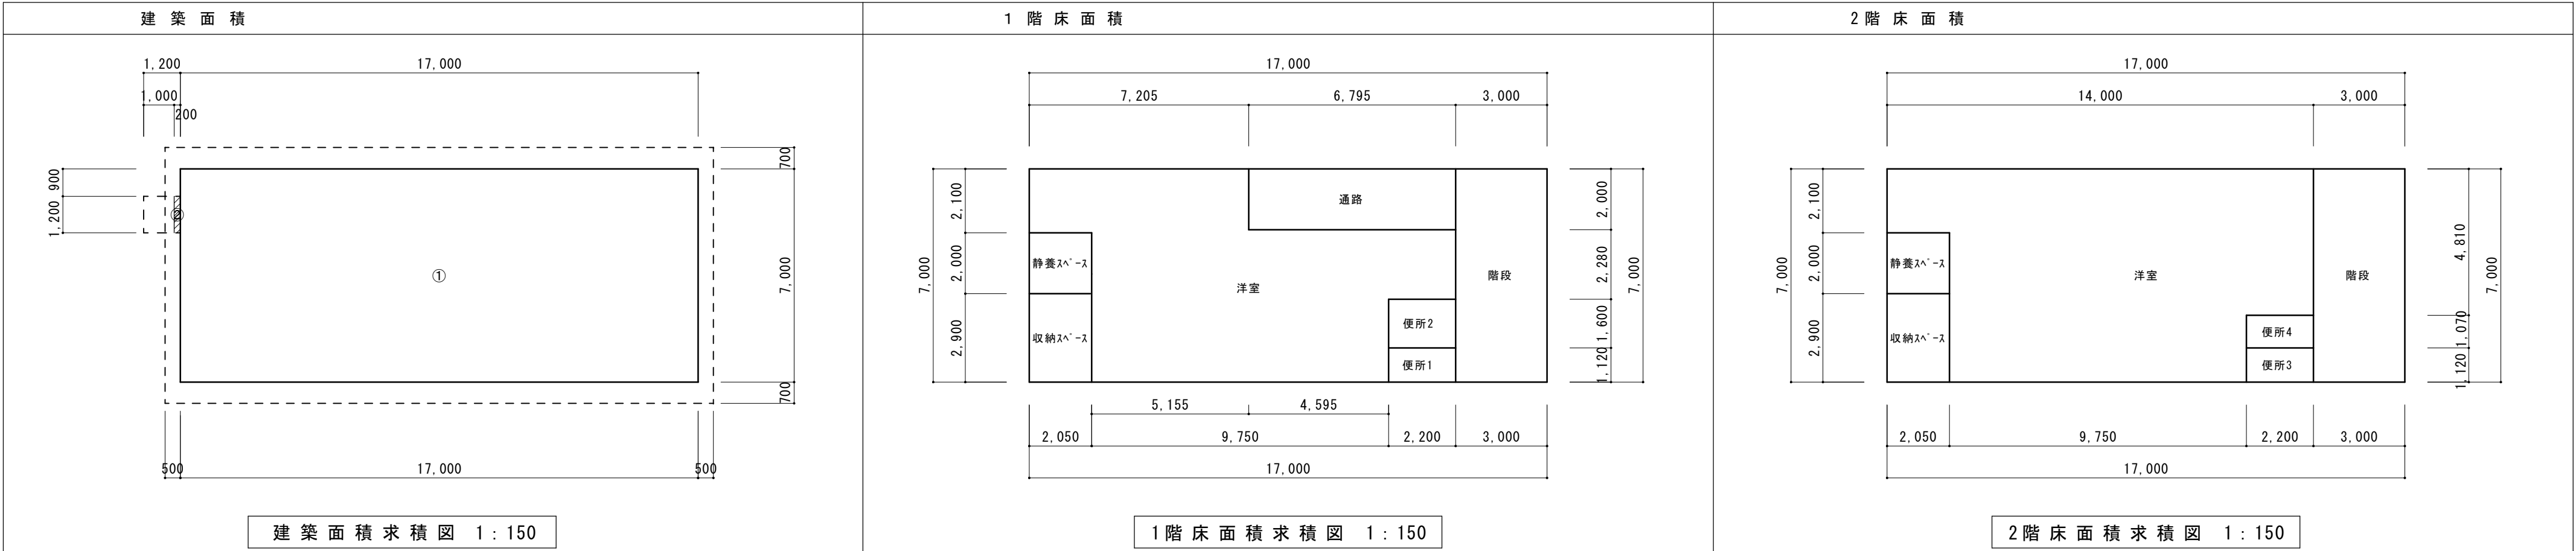 建築面積
1階床面積
2階床面積
1,200
17,000
1,000
200
700
900
1,200
②
①
7,000
700
500
17,000
500
建築面積求積図 1:150
17,000
7,205
6,795
3,000
2,100
2,000
2,900
7,000
通路
静養スペース
収納スペース
洋室
階段
便所2
便所1
2,000
2,280
1,600
1,120
7,000
5,155
4,595
2,050
9,750
2,200
3,000
17,000
1階床面積求積図 1:150
17,000
14,000
3,000
2,100
2,000
2,900
7,000
静養スペース
収納スペース
洋室
階段
便所4
便所3
4,810
1,070
1,120
7,000
2,050
9,750
2,200
3,000
17,000
2階床面積求積図 1:150